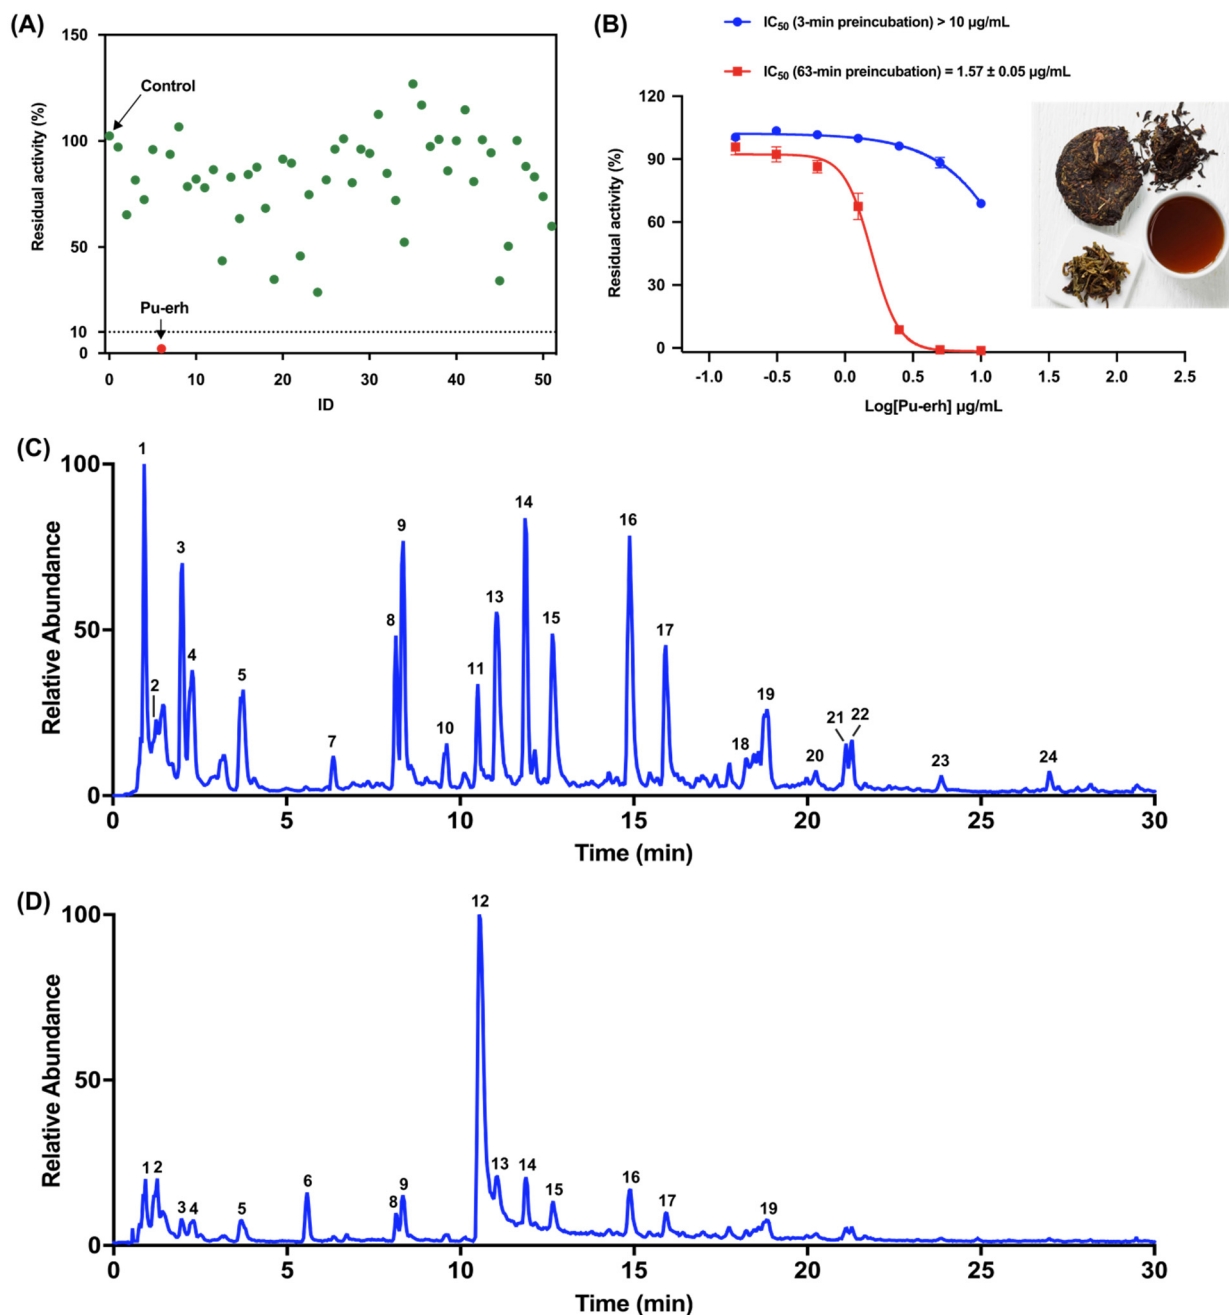 (A)
150
100
50
10
0
Residual activity (%)
Control
Pu-erh
0 10 20 30 40 50
ID
(B)
IC50 (3-min preincubation) > 10 µg/mL
IC50 (63-min preincubation) = 1.57 ± 0.05 µg/mL
120
90
60
30
0
Residual activity (%)
-1.0 -0.5 0.0 0.5 1.0 1.5 2.0 2.5
Log[Pu-erh] µg/mL
(C)
100
50
0
Relative Abundance
1 2 3 4 5 7 8 9 10 11 13 14 15 16 17 18 19 20 21 22 23 24
0 5 10 15 20 25 30
Time (min)
(D)
100
50
0
Relative Abundance
1 2 3 4 5 6 8 9 12 13 14 15 16 17 19
0 5 10 15 20 25 30
Time (min)